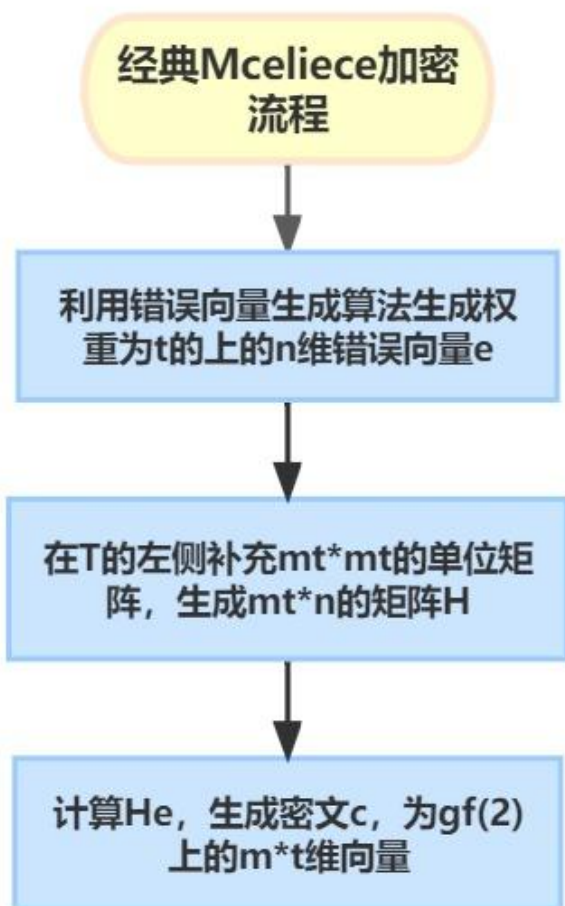 经典Mceliece加密
流程
利用错误向量生成算法生成权
重为t的上的n维错误向量e
在T的左侧补充mt*mt的单位矩
阵，生成mt*n的矩阵H
计算He，生成密文c，为gf(2)
上的m*t维向量